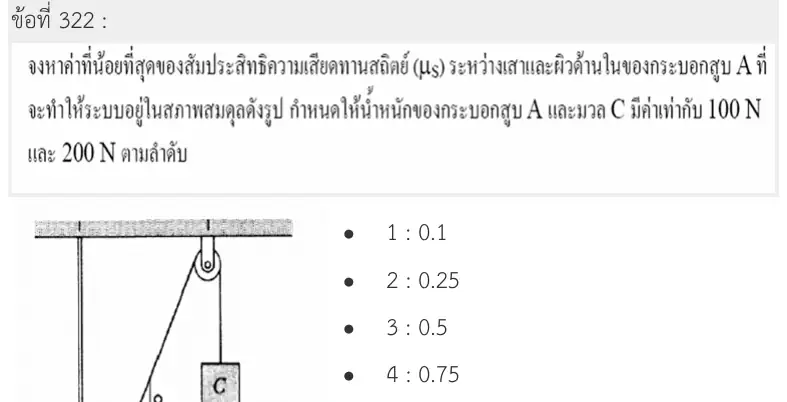 ข้อที่ 322 :
จงหาค่าที่น้อยที่สุดของสัมประสิทธิความเสียดทานสถิตย์ (μs) ระหว่างเสาและผิวด้านในของกระบอกสูบ A ที่
จะทำให้ระบบอยู่ในสภาพสมดุลดังรูป กำหนดให้น้ำหนักของกระบอกสูบ A และมวล C มีค่าเท่ากับ 100 N
และ 200 N ตามลำดับ
1 : 0.1
2 : 0.25
3 : 0.5
4 : 0.75
C